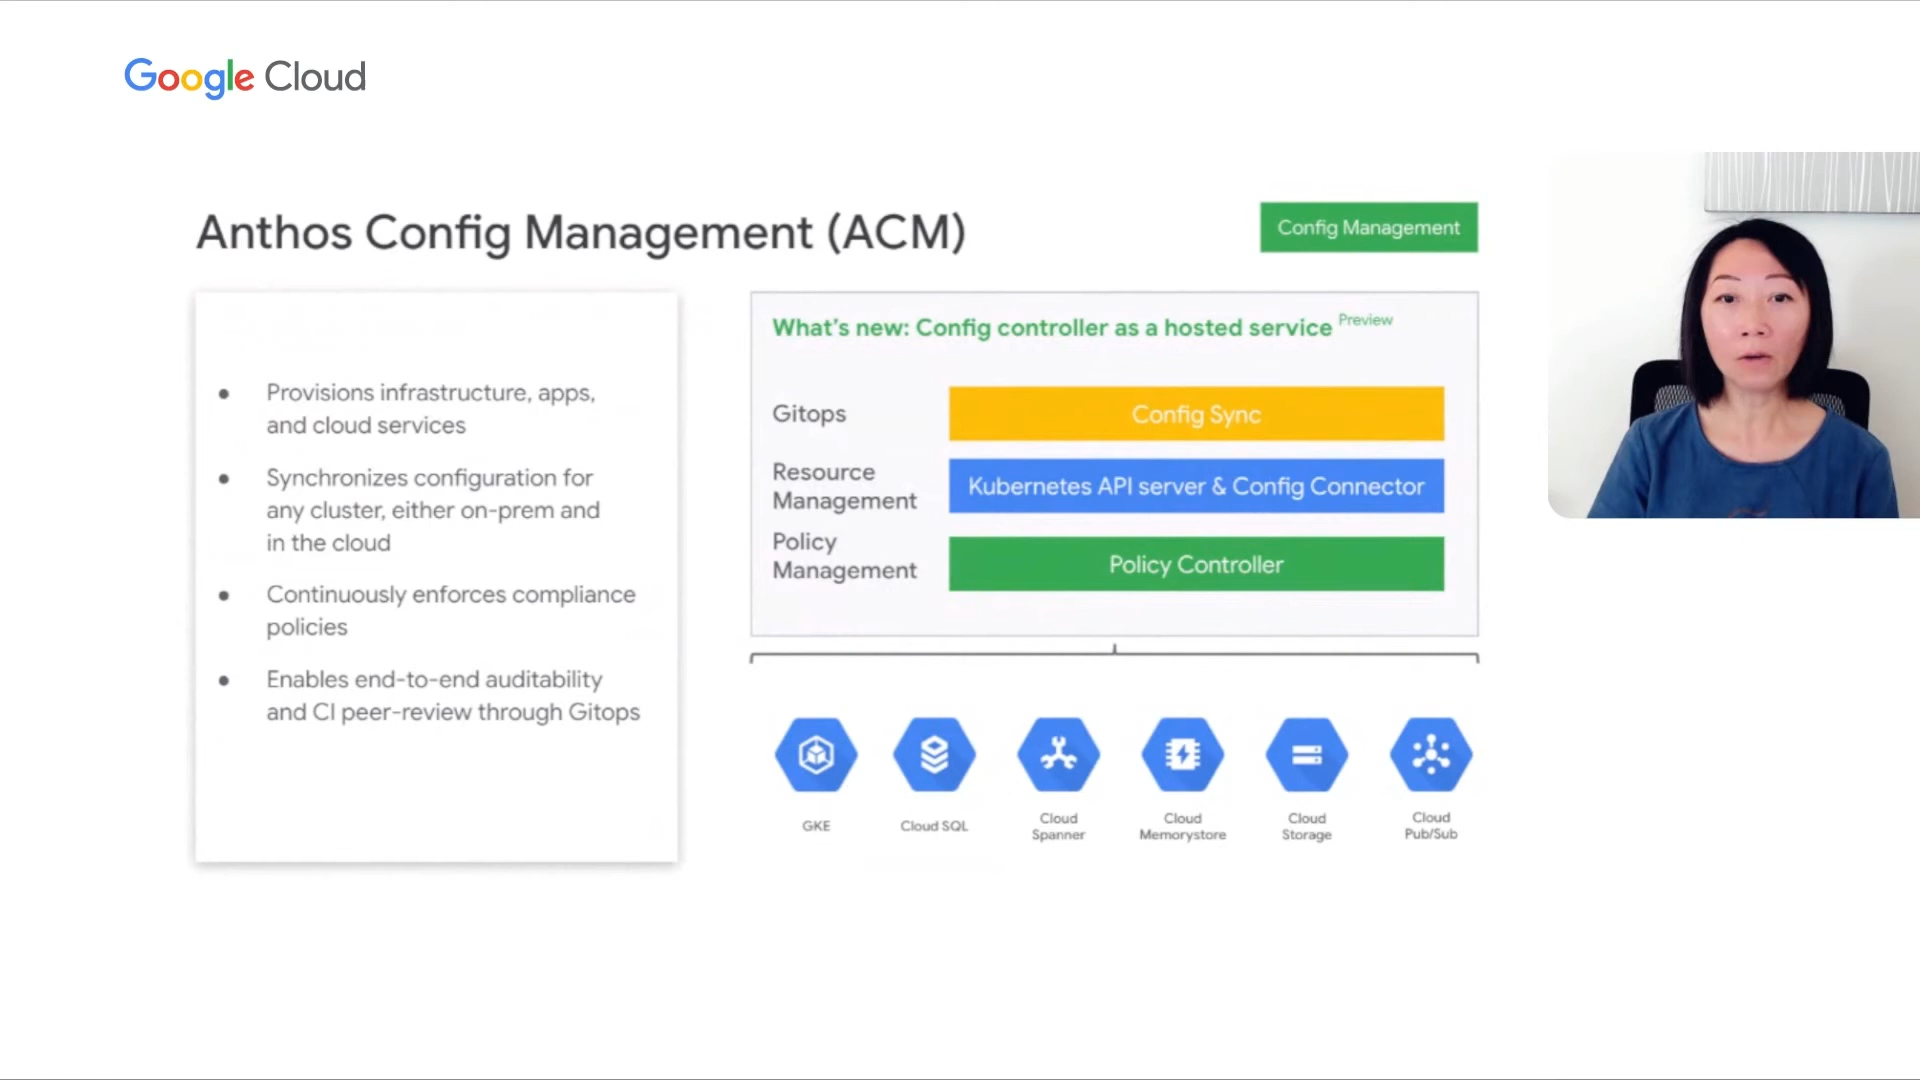 Google Cloud
Anthos Config Management (ACM)
Config Management
Provisions infrastructure, apps,
and cloud services
Synchronizes configuration for
any cluster, either on-prem and
in the cloud
Continuously enforces compliance
policies
Enables end-to-end auditability
and CI peer-review through Gitops
What's new: Config controller as a hosted service Preview
Gitops
Config Sync
Resource
Management
Kubernetes API server & Config Connector
Policy
Management
Policy Controller
GKE
Cloud SQL
Cloud
Spanner
Cloud
Memorystore
Cloud
Storage
Cloud
Pub/Sub